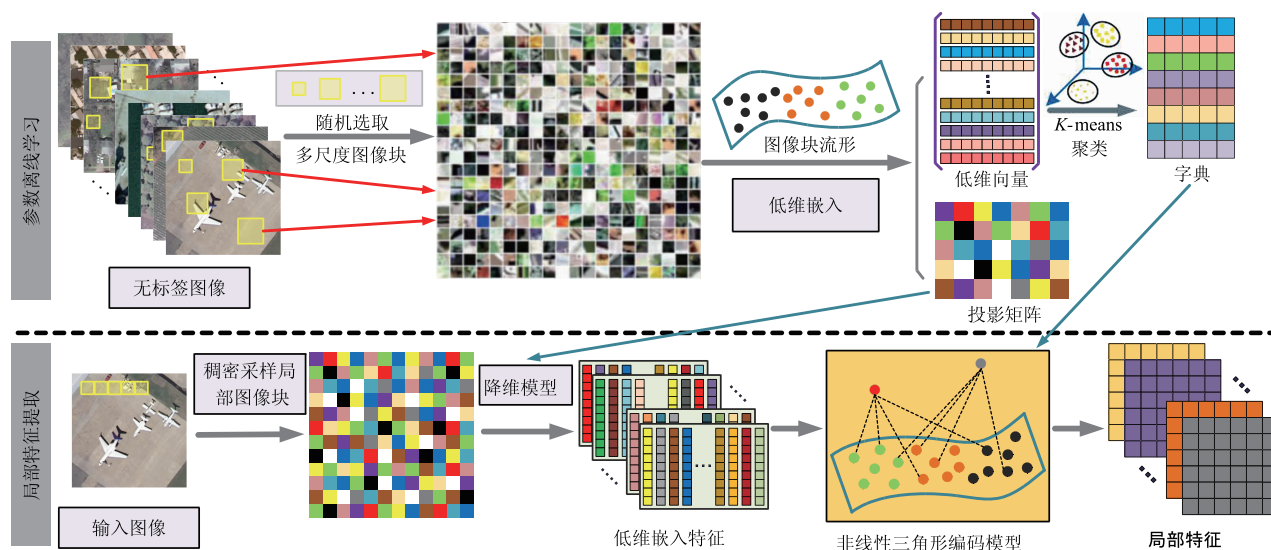 参数离线学习
无标签图像
随机选取
多尺度图像块
图像块流形
低维嵌入
低维向量
K-means
聚类
字典
投影矩阵
局部特征提取
输入图像
稠密采样局
部图像块
降维模型
低维嵌入特征
非线性三角形编码模型
局部特征